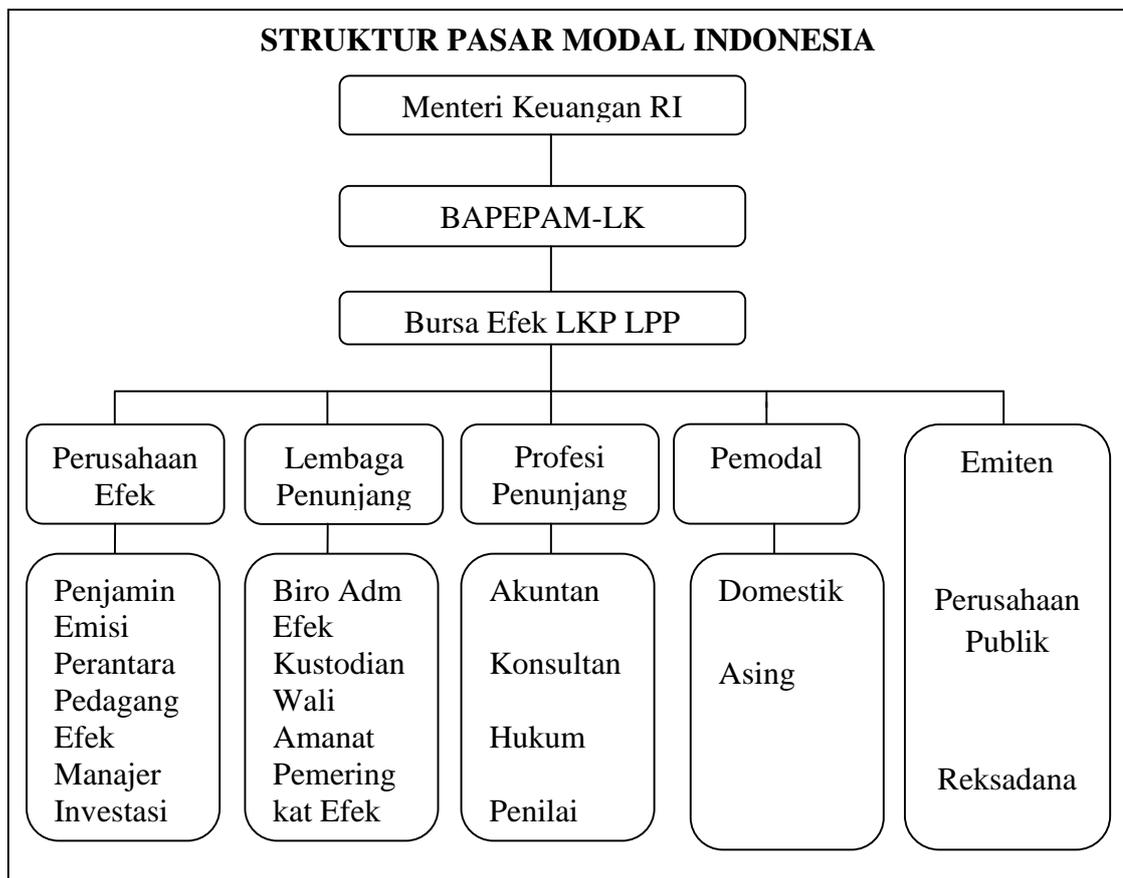 STRUKTUR PASAR MODAL INDONESIA
Menteri Keuangan RI
BAPEPAM-LK
Bursa Efek LKP LPP
Perusahaan
Efek
Lembaga
Penunjang
Profesi
Penunjang
Pemodal
Emiten
Perusahaan
Publik
Reksadana
Penjamin
Emisi
Perantara
Pedagang
Efek
Manajer
Investasi
Biro Adm
Efek
Kustodian
Wali
Amanat
Pemering
kat Efek
Akuntan
Konsultan
Hukum
Penilai
Domestik
Asing